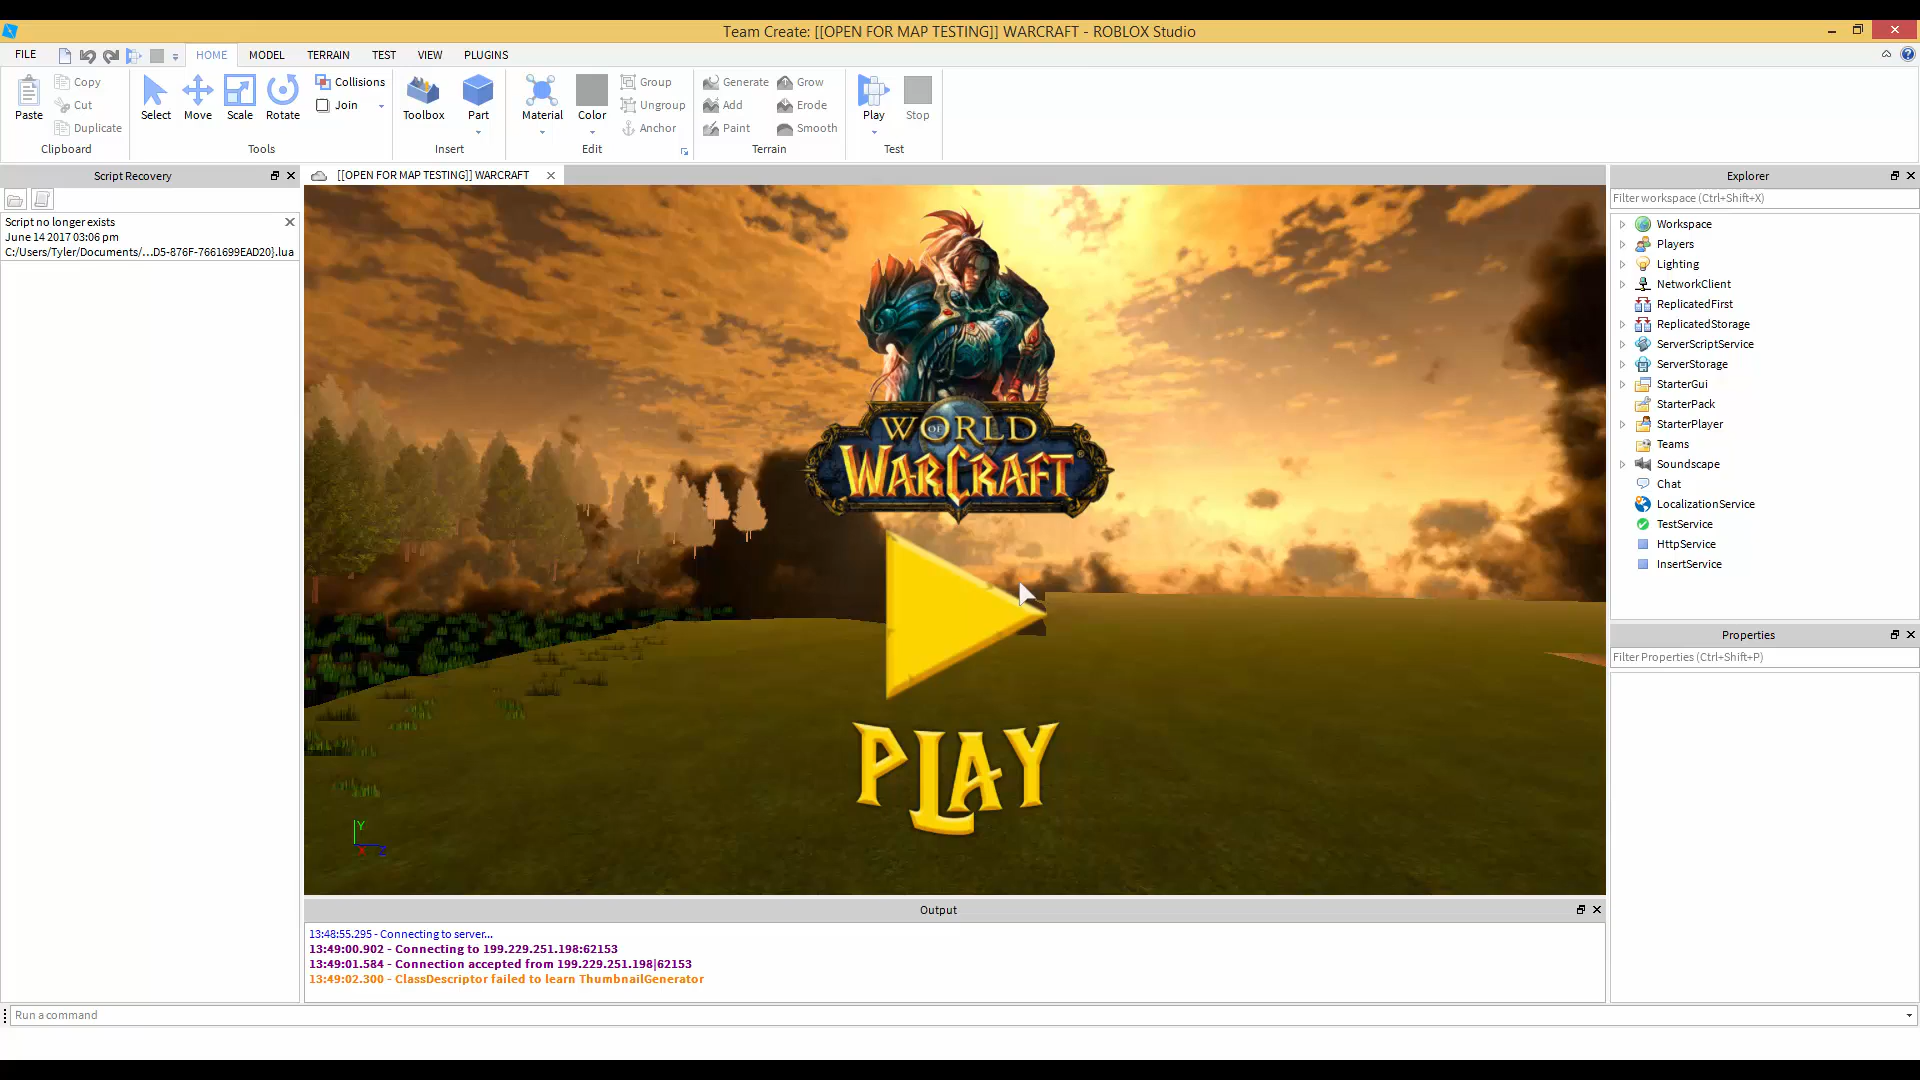 Team Create: [[OPEN FOR MAP TESTING]] WARCRAFT - ROBLOX Studio
FILE HOME MODEL TERRAIN TEST VIEW PLUGINS
Paste Copy Cut Duplicate
Clipboard
Select Move Scale Rotate Collisions Join
Tools
Toolbox Part
Insert
Material Color Group Ungroup Anchor
Edit
Generate Add Paint Grow Erode Smooth
Terrain
Play Stop
Test
Script Recovery
Script no longer exists
June 14 2017 03:06 pm
C:/Users/Tyler/Documents/...D5-876F-7661699EAD20}.lua
[[OPEN FOR MAP TESTING]] WARCRAFT
WORLD
OF
WARCRAFT
®
PLAY
Y
X
Z
Output
13:48:55.295 - Connecting to server...
13:49:00.902 - Connecting to 199.229.251.198:62153
13:49:01.584 - Connection accepted from 199.229.251.198|62153
13:49:02.300 - ClassDescriptor failed to learn ThumbnailGenerator
Explorer
Filter workspace (Ctrl+Shift+X)
Workspace
Players
Lighting
NetworkClient
ReplicatedFirst
ReplicatedStorage
ServerScriptService
ServerStorage
StarterGui
StarterPack
StarterPlayer
Teams
Soundscape
Chat
LocalizationService
TestService
HttpService
InsertService
Properties
Filter Properties (Ctrl+Shift+P)
Run a command